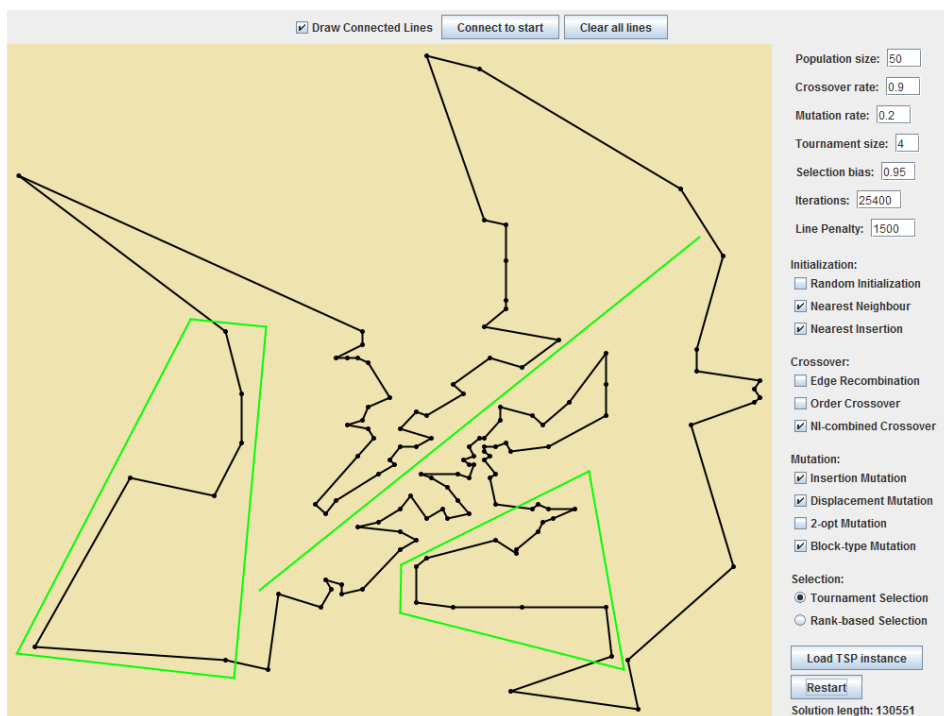 Draw Connected Lines Connect to start Clear all lines
Population size: 50
Crossover rate: 0.9
Mutation rate: 0.2
Tournament size: 4
Selection bias: 0.95
Iterations: 25400
Line Penalty: 1500
Initialization:
Random Initialization
Nearest Neighbour
Nearest Insertion
Crossover:
Edge Recombination
Order Crossover
NI-combined Crossover
Mutation:
Insertion Mutation
Displacement Mutation
2-opt Mutation
Block-type Mutation
Selection:
Tournament Selection
Rank-based Selection
Load TSP instance
Restart
Solution length: 130551